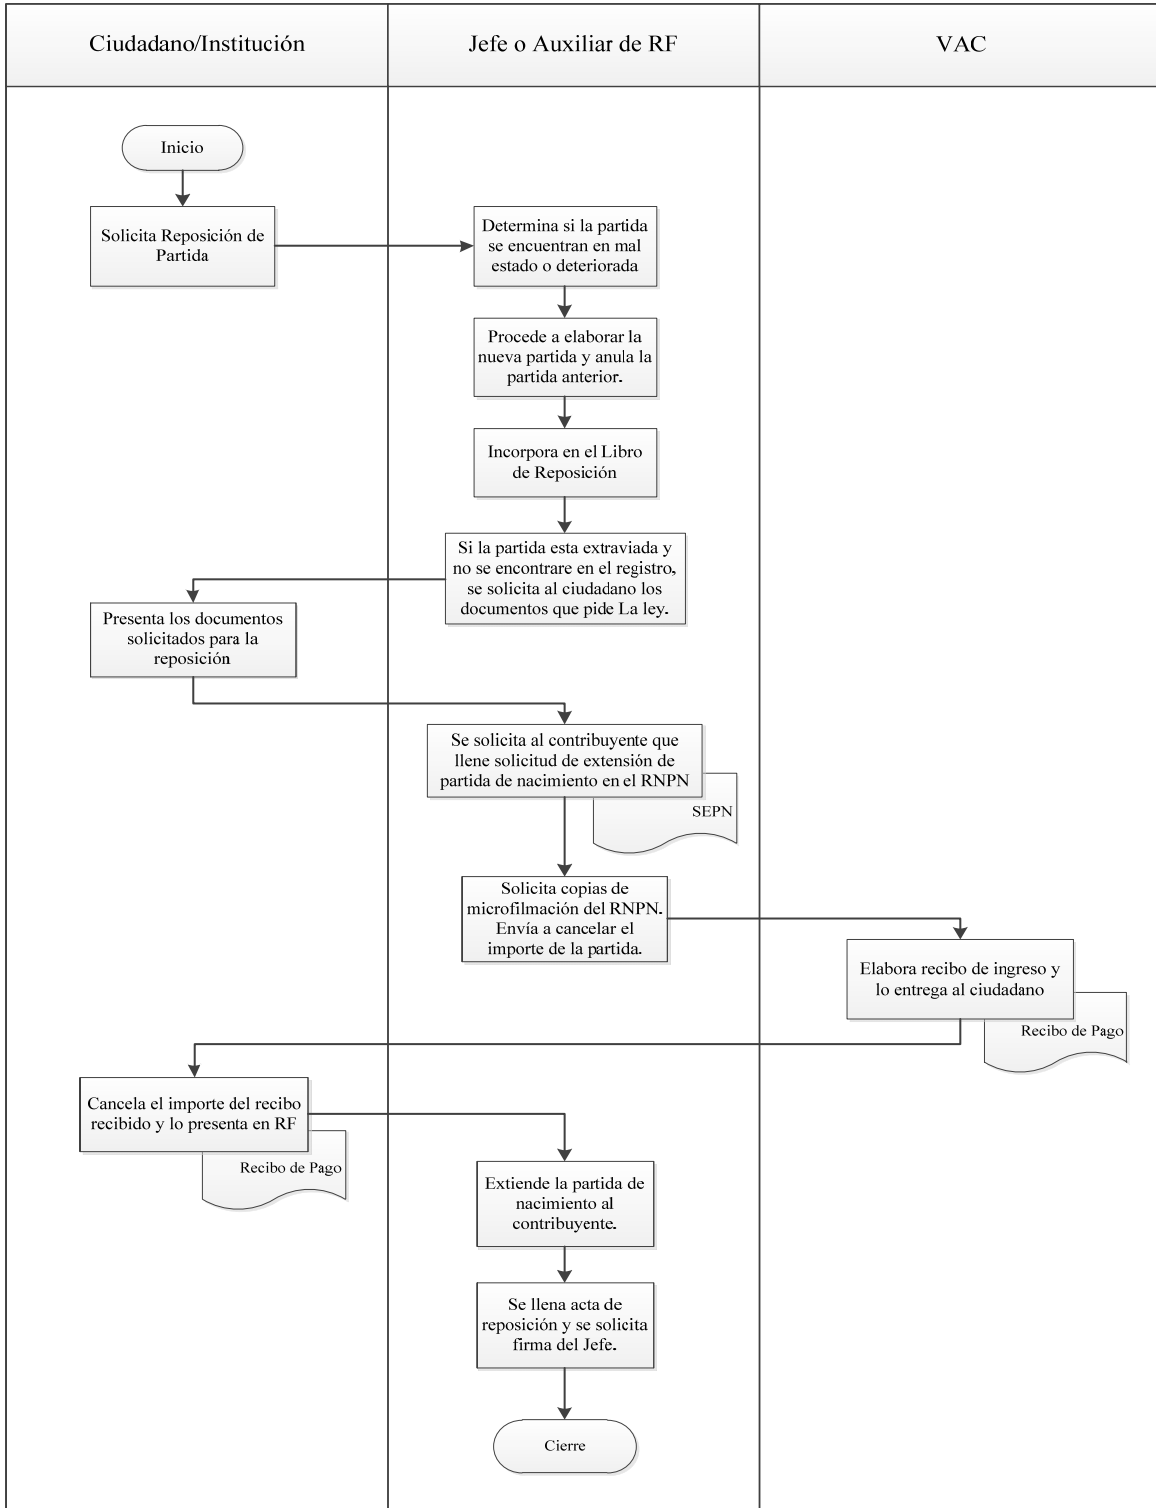 Ciudadano/Institución
Jefe o Auxiliar de RF
VAC
Inicio
Solicita Reposición de
Partida
Determina si la partida
se encuentran en mal
estado o deteriorada
Procede a elaborar la
nueva partida y anula la
partida anterior.
Incorpora en el Libro
de Reposición
Si la partida esta extraviada y
no se encontrare en el registro,
se solicita al ciudadano los
documentos que pide La ley.
Presenta los documentos
solicitados para la
reposición
Se solicita al contribuyente que
llene solicitud de extensión de
partida de nacimiento en el RNPN
SEPN
Solicita copias de
microfilmación del RNPN.
Envía a cancelar el
importe de la partida.
Elabora recibo de ingreso y
lo entrega al ciudadano
Recibo de Pago
Cancela el importe del recibo
recibido y lo presenta en RF
Recibo de Pago
Extiende la partida de
nacimiento al
contribuyente.
Se llena acta de
reposición y se solicita
firma del Jefe.
Cierre